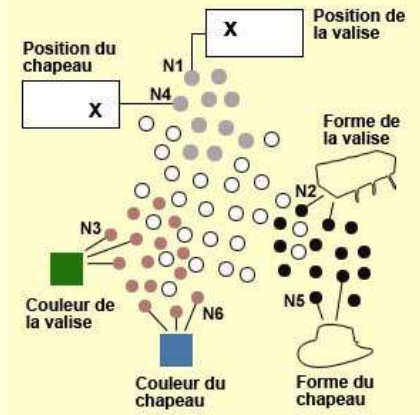 Position de
la valise
X
N1
Position du
chapeau
X
N4
Forme de
la valise
N2
N3
Couleur de
la valise
N6
Couleur du
chapeau
N5
Forme du
chapeau